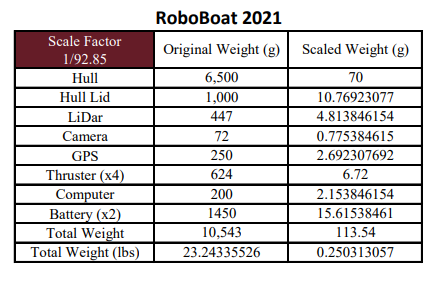 RoboBoat 2021
Scale Factor 1/92.85 Original Weight (g) Scaled Weight (g)
Hull 6,500 70
Hull Lid 1,000 10.76923077
LiDar 447 4.813846154
Camera 72 0.775384615
GPS 250 2.692307692
Thruster (x4) 624 6.72
Computer 200 2.153846154
Battery (x2) 1450 15.61538461
Total Weight 10,543 113.54
Total Weight (lbs) 23.24335526 0.250313057